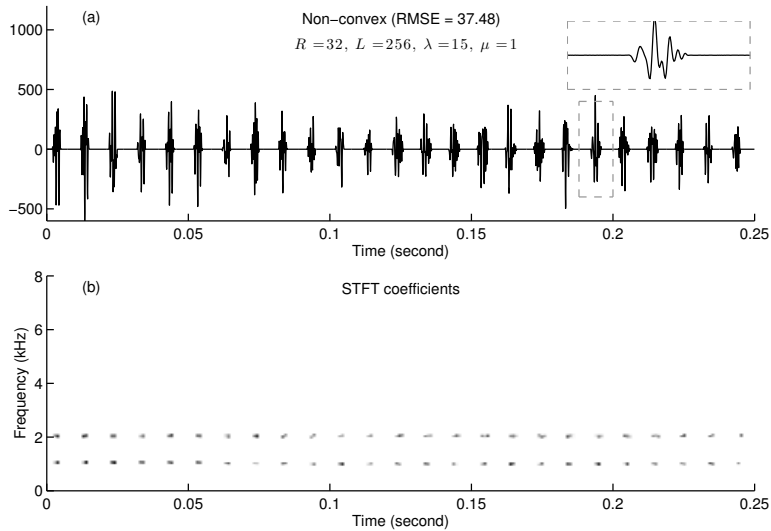 (a)
Non-convex (RMSE = 37.48)
R =32, L =256, λ =15, μ =1
1000
500
0
−500
0 0.05 0.1 0.15 0.2 0.25
Time (second)
(b)
STFT coefficients
Frequency (kHz)
8
6
4
2
0
0 0.05 0.1 0.15 0.2 0.25
Time (second)